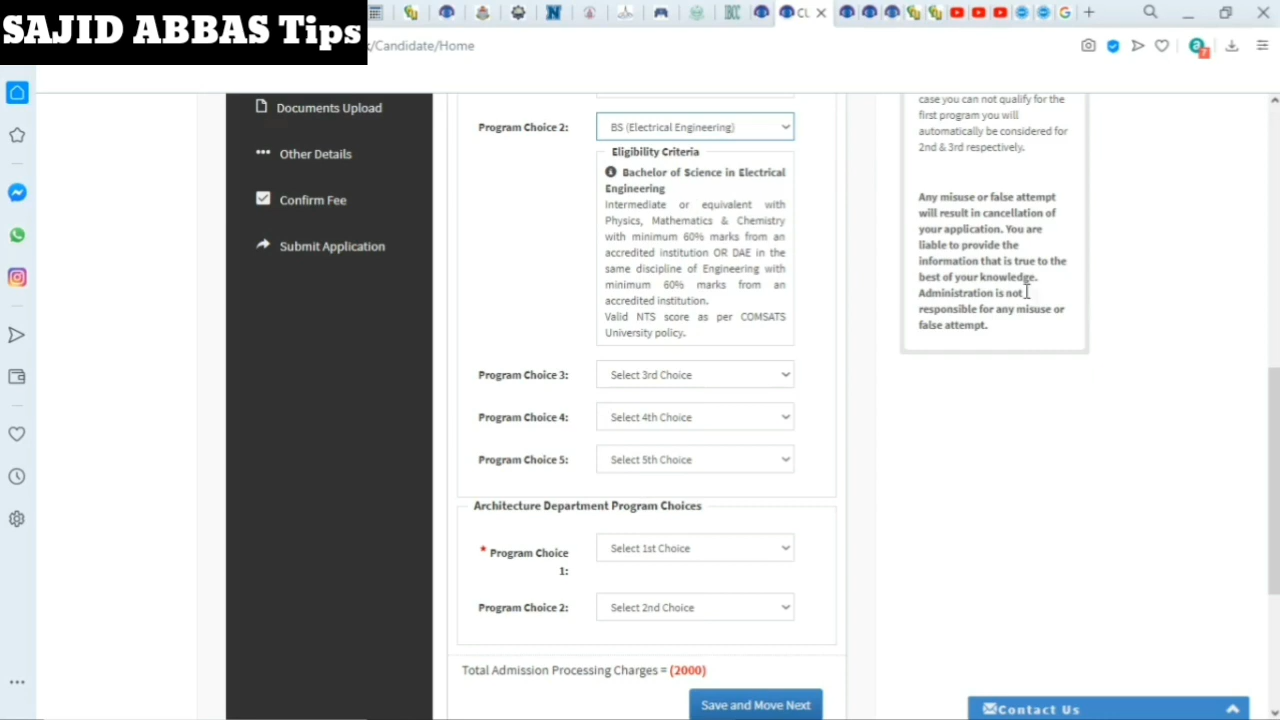 SAJID ABBAS Tips
/Candidate/Home
Documents Upload
Other Details
Confirm Fee
Submit Application
Program Choice 2:
BS (Electrical Engineering)
Eligibility Criteria
Bachelor of Science in Electrical
Engineering
Intermediate or equivalent with
Physics, Mathematics & Chemistry
with minimum 60% marks from an
accredited institution OR DAE in the
same discipline of Engineering with
minimum 60% marks from an
accredited institution.
Valid NTS score as per COMSATS
University policy.
Program Choice 3:
Select 3rd Choice
Program Choice 4:
Select 4th Choice
Program Choice 5:
Select 5th Choice
Architecture Department Program Choices
* Program Choice
1:
Select 1st Choice
Program Choice 2:
Select 2nd Choice
Total Admission Processing Charges = (2000)
Save and Move Next
case you can not qualify for the
first program you will
automatically be considered for
2nd & 3rd respectively.
Any misuse or false attempt
will result in cancellation of
your application. You are
liable to provide the
information that is true to the
best of your knowledge.
Administration is not
responsible for any misuse or
false attempt.
Contact Us